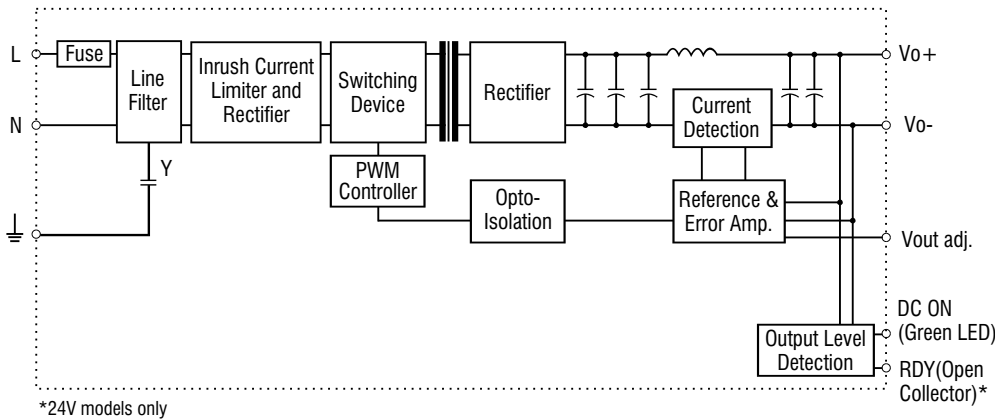 L
Fuse
Line
Filter
Inrush Current
Limiter and
Rectifier
Switching
Device
Rectifier
Vo+
Current
Detection
N
Vo-
Y
PWM
Controller
Opto-
Isolation
Reference &
Error Amp.
Vout adj.
DC ON
(Green LED)
Output Level
Detection
RDY(Open
Collector)*
*24V models only